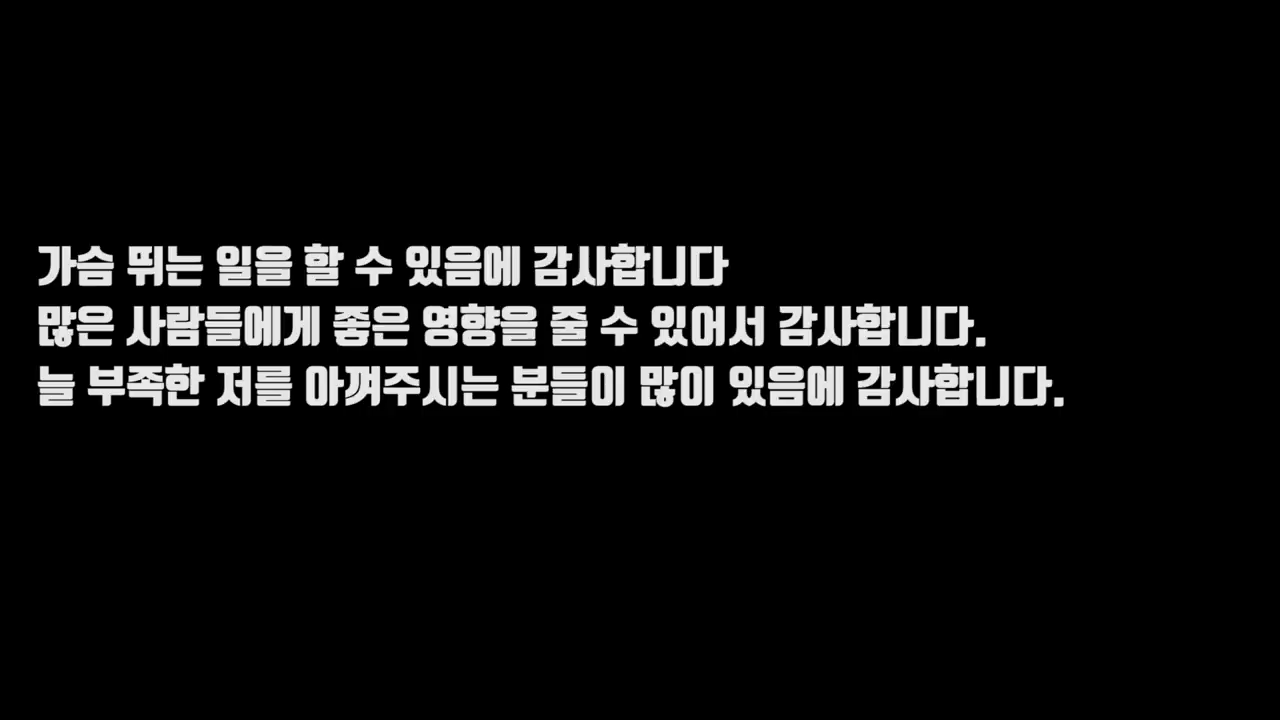 가슴 뛰는 일을 할 수 있음에 감사합니다
많은 사람들에게 좋은 영향을 줄 수 있어서 감사합니다.
늘 부족한 저를 아껴주시는 분들이 많이 있음에 감사합니다.